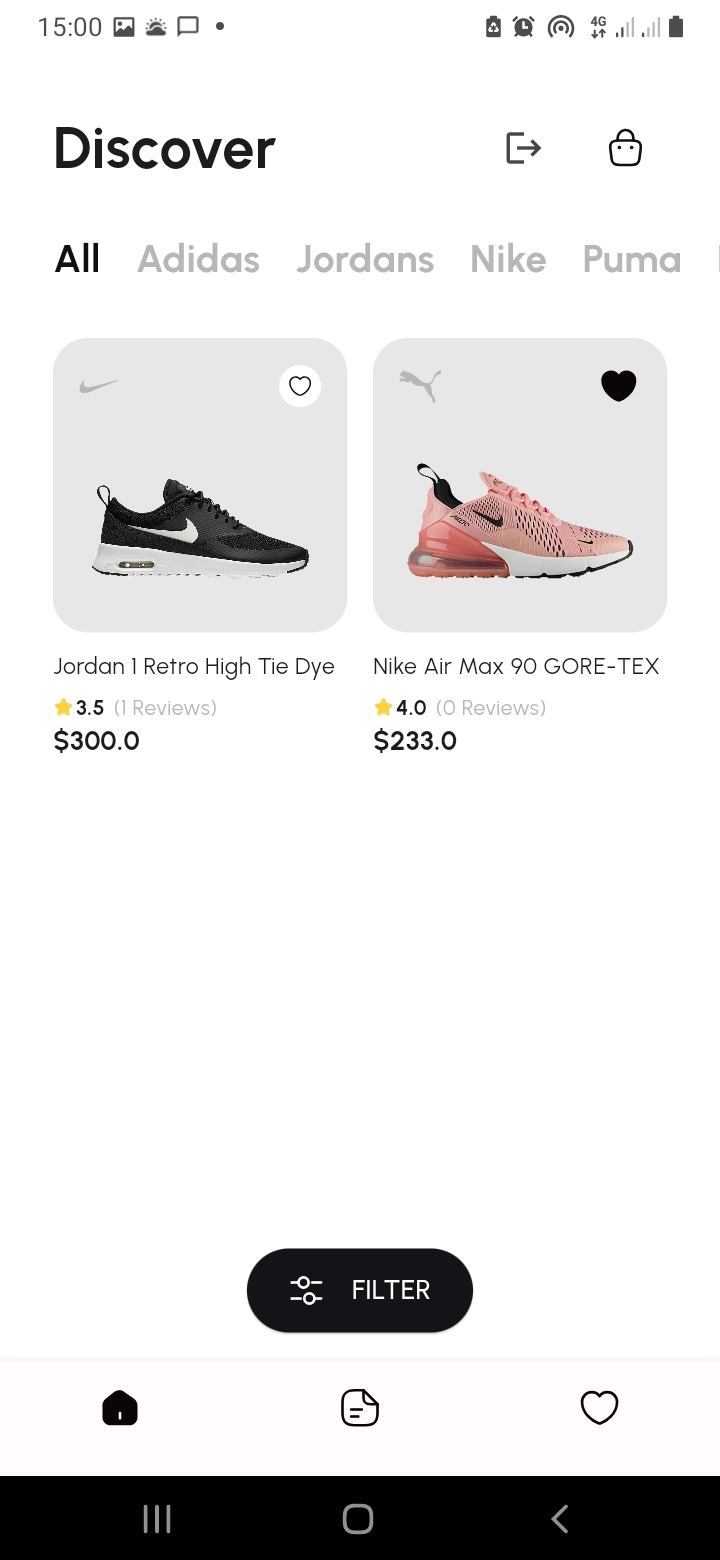 15:00 4G
Discover
All Adidas Jordans Nike Puma
Jordan 1 Retro High Tie Dye
3.5 (1 Reviews)
$300.0
Nike Air Max 90 GORE-TEX
4.0 (0 Reviews)
$233.0
FILTER